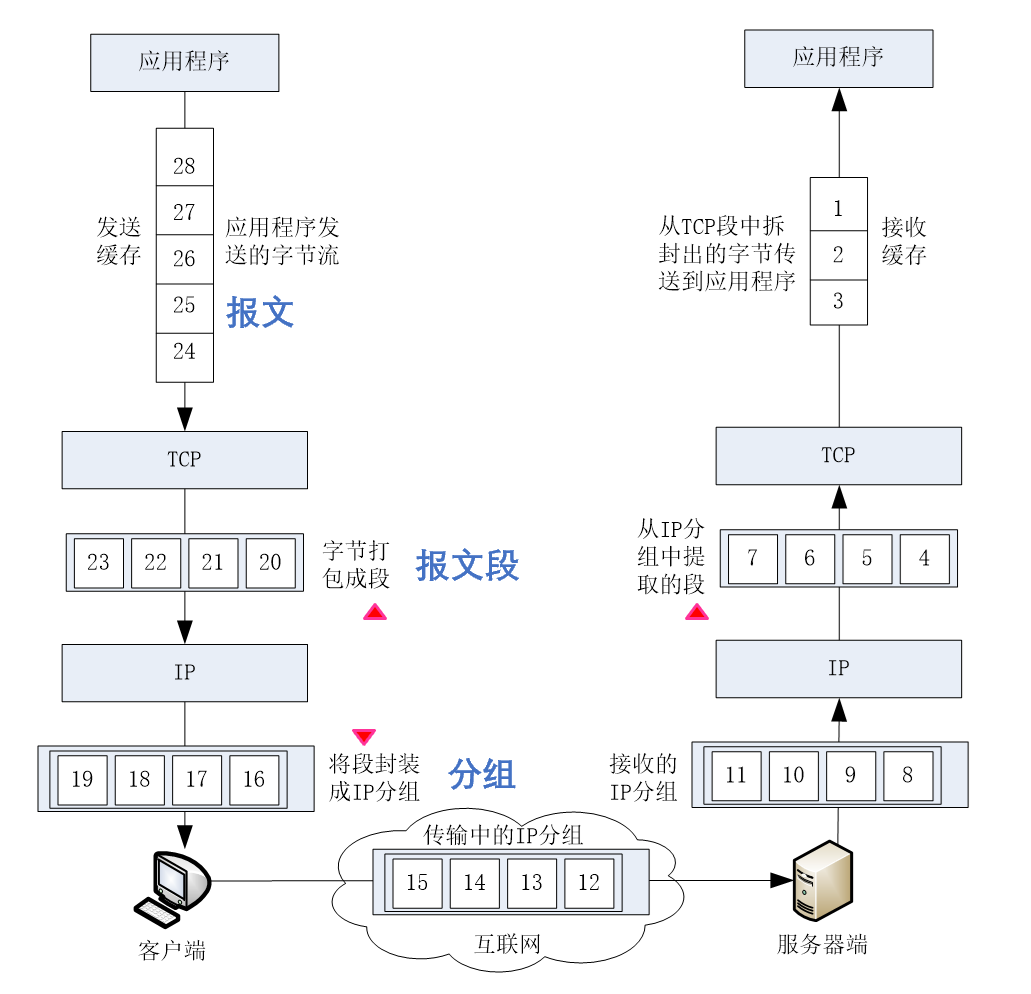 应用程序
28
27
26
25
24
发送
缓存
应用程序发
送的字节流
报文
TCP
23 22 21 20
字节打
包成段
报文段
IP
19 18 17 16
将段封装
成IP分组
分组
客户端
传输中的IP分组
15 14 13 12
互联网
应用程序
1
2
3
从TCP段中拆
封出的字节传
送到应用程序
接收
缓存
TCP
从IP分
组中提
取的段
7 6 5 4
IP
接收的
IP分组
11 10 9 8
服务器端